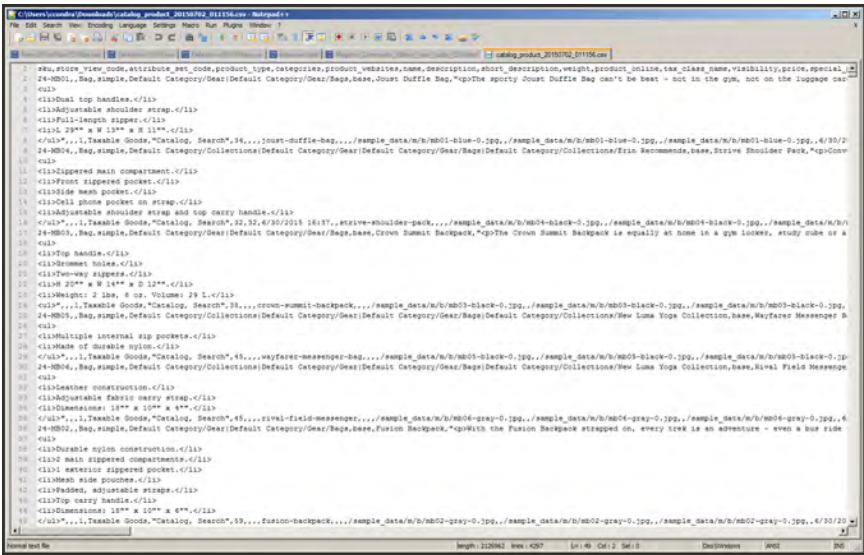 C:\Users\ccondra\Downloads\catalog_product_20150702_011156.csv - Notepad++
File Edit Search View Encoding Language Settings Macro Run Plugins Window ?
catalog_product_20150702_011156.csv
sku,store_view_code,attribute_set_code,product_type,categories,product_websites,name,description,short_description,weight,product_online,tax_class_name,visibility,price,special_
24-MB01,,Bag,simple,Default Category/Gear|Default Category/Gear/Bags,base,Joust Duffle Bag,"<p>The sporty Joust Duffle Bag can't be beat - not in the gym, not on the luggage car
<ul>
<li>Dual top handles.</li>
<li>Adjustable shoulder strap.</li>
<li>Full-length zipper.</li>
<li>L 29"" x W 13"" x H 11"".</li>
</ul>",,,1,Taxable Goods,"Catalog, Search",34,,,,joust-duffle-bag,,,,/sample_data/m/b/mb01-blue-0.jpg,,/sample_data/m/b/mb01-blue-0.jpg,,/sample_data/m/b/mb01-blue-0.jpg,,6/30/2
24-MB04,,Bag,simple,Default Category/Collections|Default Category/Gear|Default Category/Gear/Bags|Default Category/Collections/Erin Recommends,base,Strive Shoulder Pack,"<p>Conv
<ul>
<li>Zippered main compartment.</li>
<li>Front zippered pocket.</li>
<li>Side mesh pocket.</li>
<li>Cell phone pocket on strap.</li>
<li>Adjustable shoulder strap and top carry handle.</li>
</ul>",,,1,Taxable Goods,"Catalog, Search",32,32,6/30/2015 16:37,,strive-shoulder-pack,,,,/sample_data/m/b/mb04-black-0.jpg,,/sample_data/m/b/mb04-black-0.jpg,,/sample_data/m/b/
24-MB03,,Bag,simple,Default Category/Gear|Default Category/Gear/Bags,base,Crown Summit Backpack,"<p>The Crown Summit Backpack is equally at home in a gym locker, study cube or a
<ul>
<li>Top handle.</li>
<li>Grommet holes.</li>
<li>Two-way zippers.</li>
<li>H 20"" x W 14"" x D 12"".</li>
<li>Weight: 2 lbs, 8 oz. Volume: 29 L.</li>
<ul>",,,1,Taxable Goods,"Catalog, Search",38,,,,crown-summit-backpack,,,,/sample_data/m/b/mb03-black-0.jpg,,/sample_data/m/b/mb03-black-0.jpg,,/sample_data/m/b/mb03-black-0.jpg,
24-MB05,,Bag,simple,Default Category/Collections|Default Category/Gear|Default Category/Gear/Bags|Default Category/Collections/New Luma Yoga Collection,base,Wayfarer Messenger B
<ul>
<li>Multiple internal zip pockets.</li>
<li>Made of durable nylon.</li>
</ul>",,,1,Taxable Goods,"Catalog, Search",45,,,,wayfarer-messenger-bag,,,,/sample_data/m/b/mb05-black-0.jpg,,/sample_data/m/b/mb05-black-0.jpg,,/sample_data/m/b/mb05-black-0.jp
24-MB06,,Bag,simple,Default Category/Collections|Default Category/Gear|Default Category/Gear/Bags|Default Category/Collections/New Luma Yoga Collection,base,Rival Field Messenge
<ul>
<li>Leather construction.</li>
<li>Adjustable fabric carry strap.</li>
<li>Dimensions: 18"" x 10"" x 4"".</li>
</ul>",,,1,Taxable Goods,"Catalog, Search",45,,,,rival-field-messenger,,,,/sample_data/m/b/mb06-gray-0.jpg,,/sample_data/m/b/mb06-gray-0.jpg,,/sample_data/m/b/mb06-gray-0.jpg,,6
24-MB02,,Bag,simple,Default Category/Gear|Default Category/Gear/Bags,base,Fusion Backpack,"<p>With the Fusion Backpack strapped on, every trek is an adventure - even a bus ride
<ul>
<li>Durable nylon construction.</li>
<li>2 main zippered compartments.</li>
<li>1 exterior zippered pocket.</li>
<li>Mesh side pouches.</li>
<li>Padded, adjustable straps.</li>
<li>Top carry handle.</li>
<li>Dimensions: 18"" x 10"" x 6"".</li>
</ul>",,,1,Taxable Goods,"Catalog, Search",59,,,,fusion-backpack,,,,/sample_data/m/b/mb02-gray-0.jpg,,/sample_data/m/b/mb02-gray-0.jpg,,/sample_data/m/b/mb02-gray-0.jpg,,6/30/20
Normal text file length : 2126962 lines : 4297 Ln : 49 Col : 2 Sel : 0 Dos\Windows ANSI INS